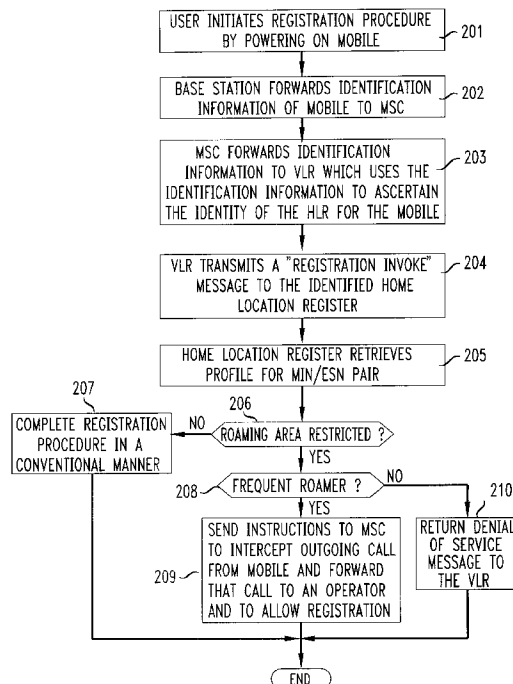 USER INITIATES REGISTRATION PROCEDURE
BY POWERING ON MOBILE
201
BASE STATION FORWARDS IDENTIFICATION
INFORMATION OF MOBILE TO MSC
202
MSC FORWARDS IDENTIFICATION
INFORMATION TO VLR WHICH USES THE
IDENTIFICATION INFORMATION TO ASCERTAIN
THE IDENTITY OF THE HLR FOR THE MOBILE
203
VLR TRANSMITS A "REGISTRATION INVOKE"
MESSAGE TO THE IDENTIFIED HOME
LOCATION REGISTER
204
HOME LOCATION REGISTER RETRIEVES
PROFILE FOR MIN/ESN PAIR
205
206
ROAMING AREA RESTRICTED ?
NO
YES
207
COMPLETE REGISTRATION
PROCEDURE IN A
CONVENTIONAL MANNER
208
FREQUENT ROAMER ?
NO
YES
209
SEND INSTRUCTIONS TO MSC
TO INTERCEPT OUTGOING CALL
FROM MOBILE AND FORWARD
THAT CALL TO AN OPERATOR
AND TO ALLOW REGISTRATION
210
RETURN DENIAL
OF SERVICE
MESSAGE TO
THE VLR
END